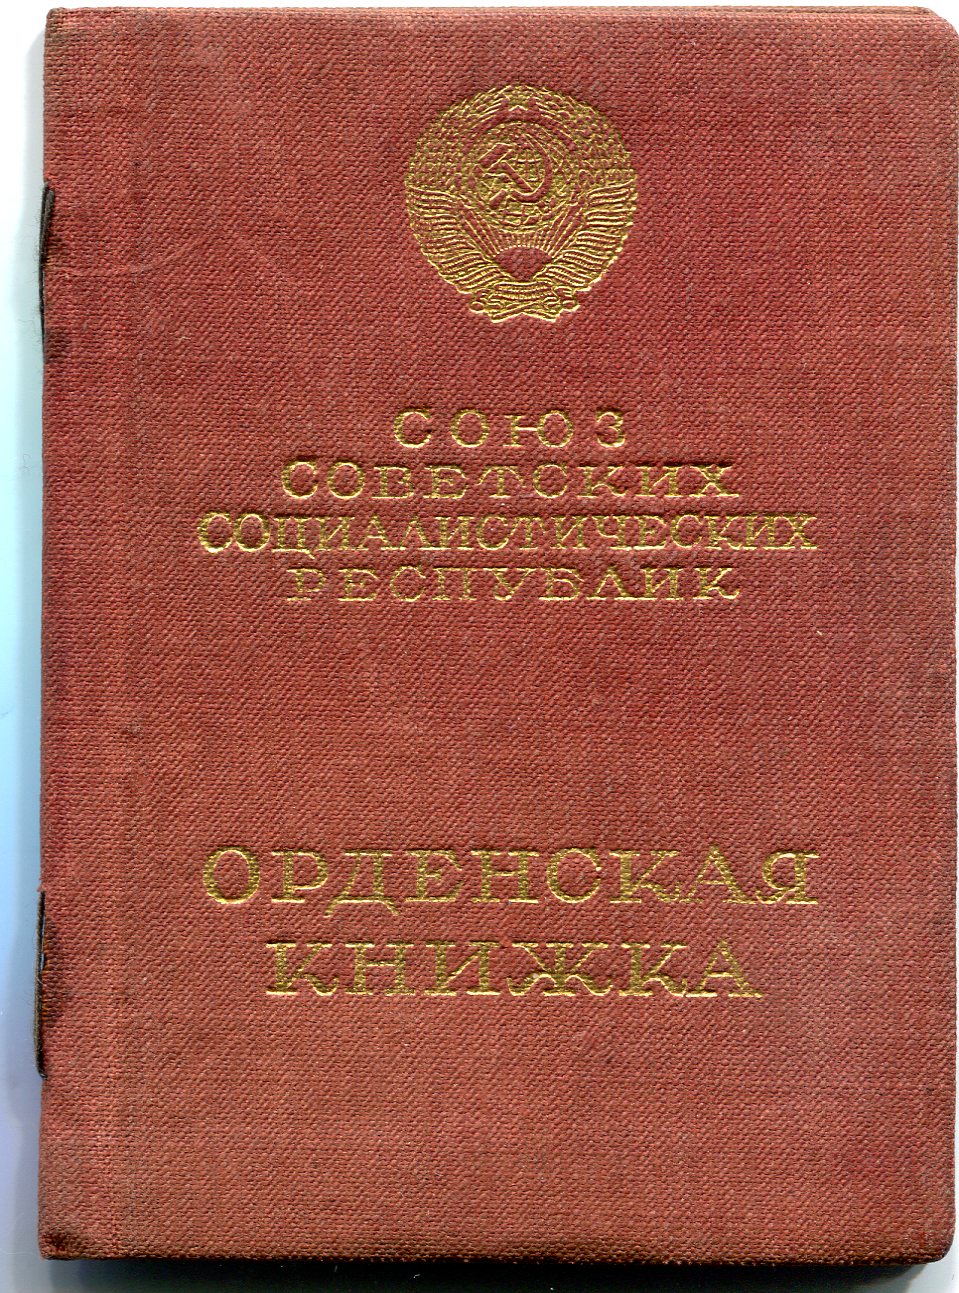 СОЮЗ
СОВЕТСКИХ
СОЦИАЛИСТИЧЕСКИХ
РЕСПУБЛИК
ОРДЕНСКАЯ
КНИЖКА